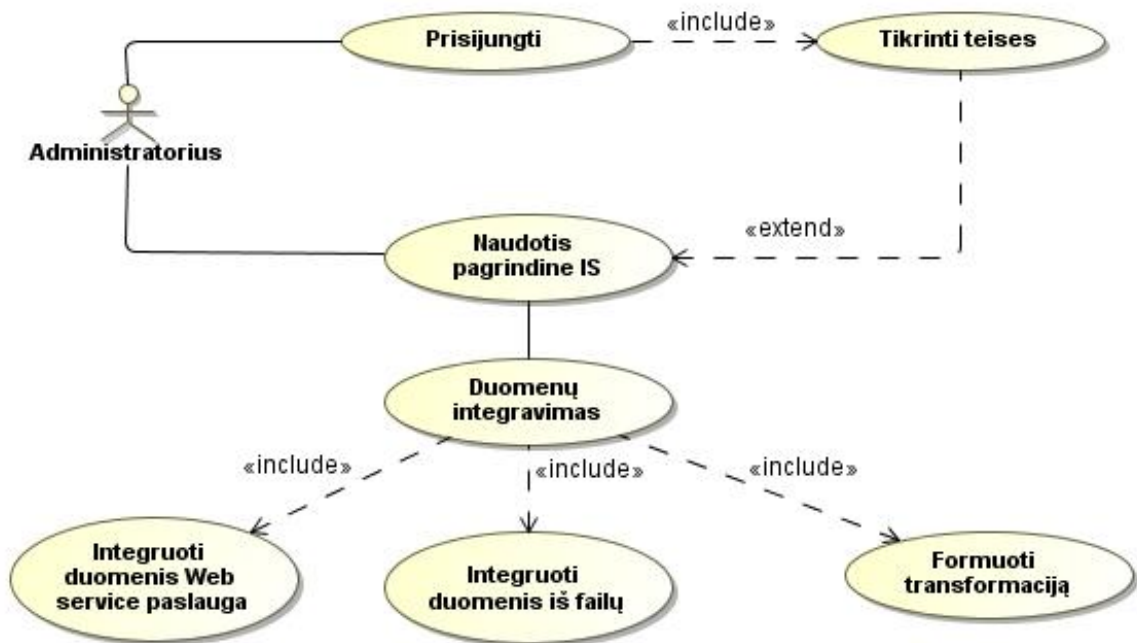 Prisijungti
«include»
Tikrinti teises
Administratorius
Naudotis
pagrindine IS
«extend»
Duomenų
integravimas
«include»
«include»
«include»
Integruoti
duomenis Web
service paslauga
Integruoti
duomenis iš failų
Formuoti
transformaciją